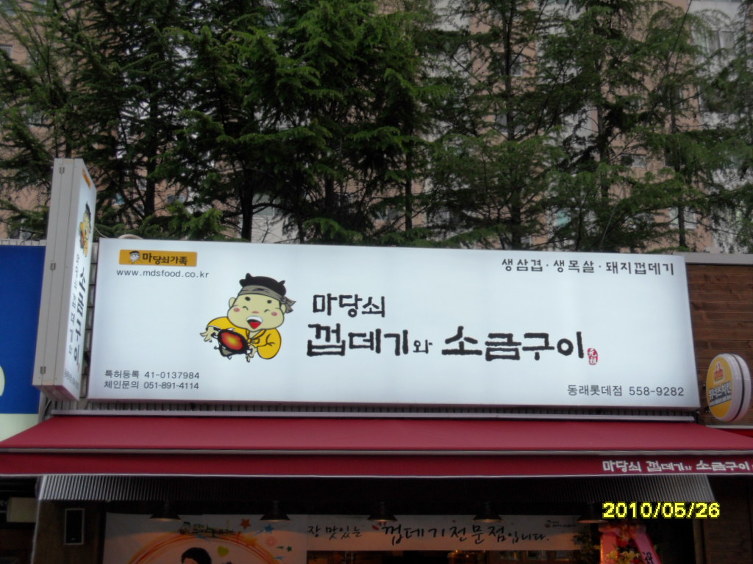 마당쇠가족
www.mdsfood.co.kr
생삼겹·생목살·돼지껍데기
마당쇠
껍데기와 소금구이
특허등록 41-0137984
체인문의 051-891-4114
동래롯데점 558-9282
마당쇠 껍데기와 소금구이
장 맛있는 껍데기전문점입니다.
2010/05/26